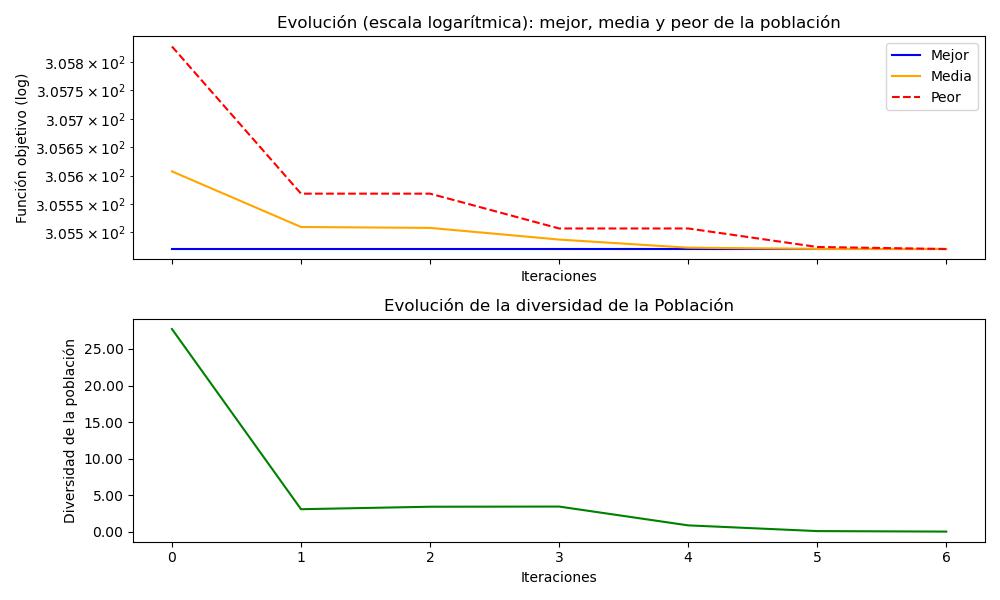 Evolución (escala logarítmica): mejor, media y peor de la población
Función objetivo (log)
3.058 × 10²
3.0575 × 10²
3.057 × 10²
3.0565 × 10²
3.056 × 10²
3.0555 × 10²
3.055 × 10²
Mejor
Media
Peor
Iteraciones
Evolución de la diversidad de la Población
Diversidad de la población
25.00
20.00
15.00
10.00
5.00
0.00
0 1 2 3 4 5 6
Iteraciones